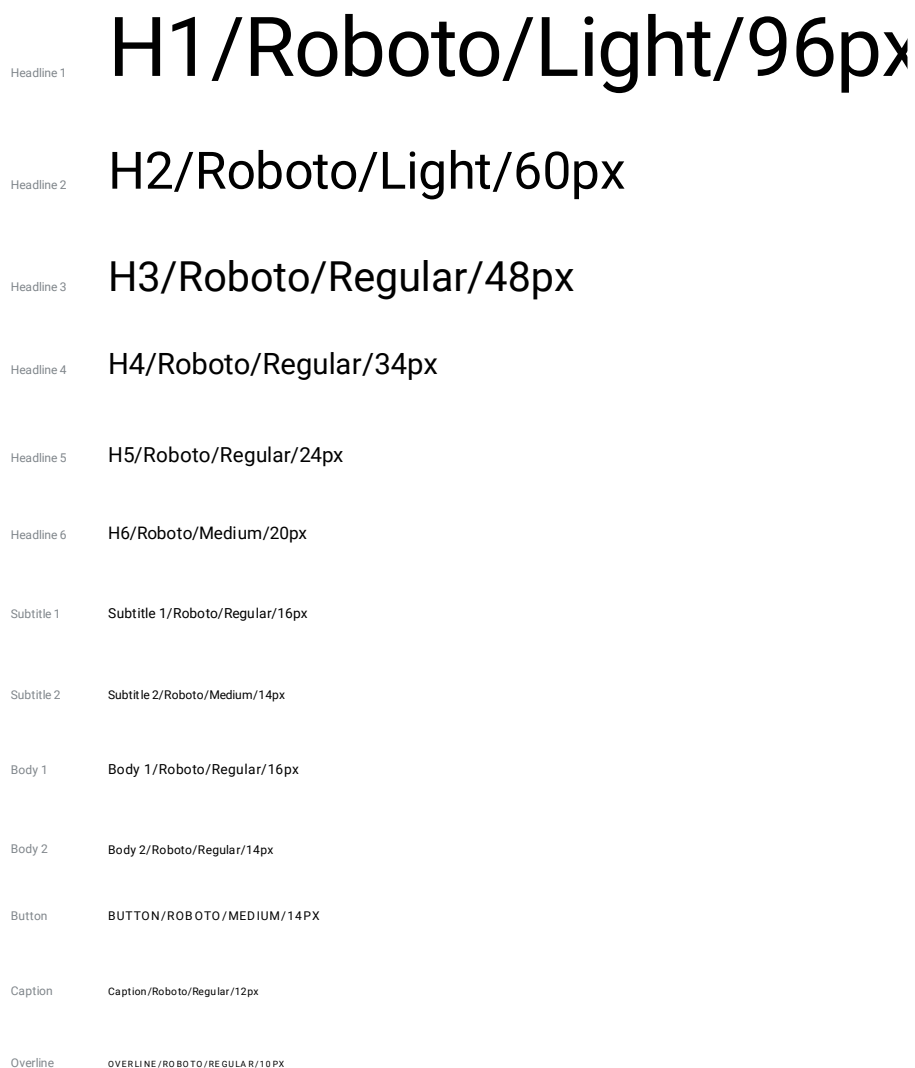 Headline 1 H1/Roboto/Light/96px
Headline 2 H2/Roboto/Light/60px
Headline 3 H3/Roboto/Regular/48px
Headline 4 H4/Roboto/Regular/34px
Headline 5 H5/Roboto/Regular/24px
Headline 6 H6/Roboto/Medium/20px
Subtitle 1 Subtitle 1/Roboto/Regular/16px
Subtitle 2 Subtitle 2/Roboto/Medium/14px
Body 1 Body 1/Roboto/Regular/16px
Body 2 Body 2/Roboto/Regular/14px
Button BUTTON/ROBOTO/MEDIUM/14PX
Caption Caption/Roboto/Regular/12px
Overline OVERLINE/ROBOTO/REGULAR/10PX